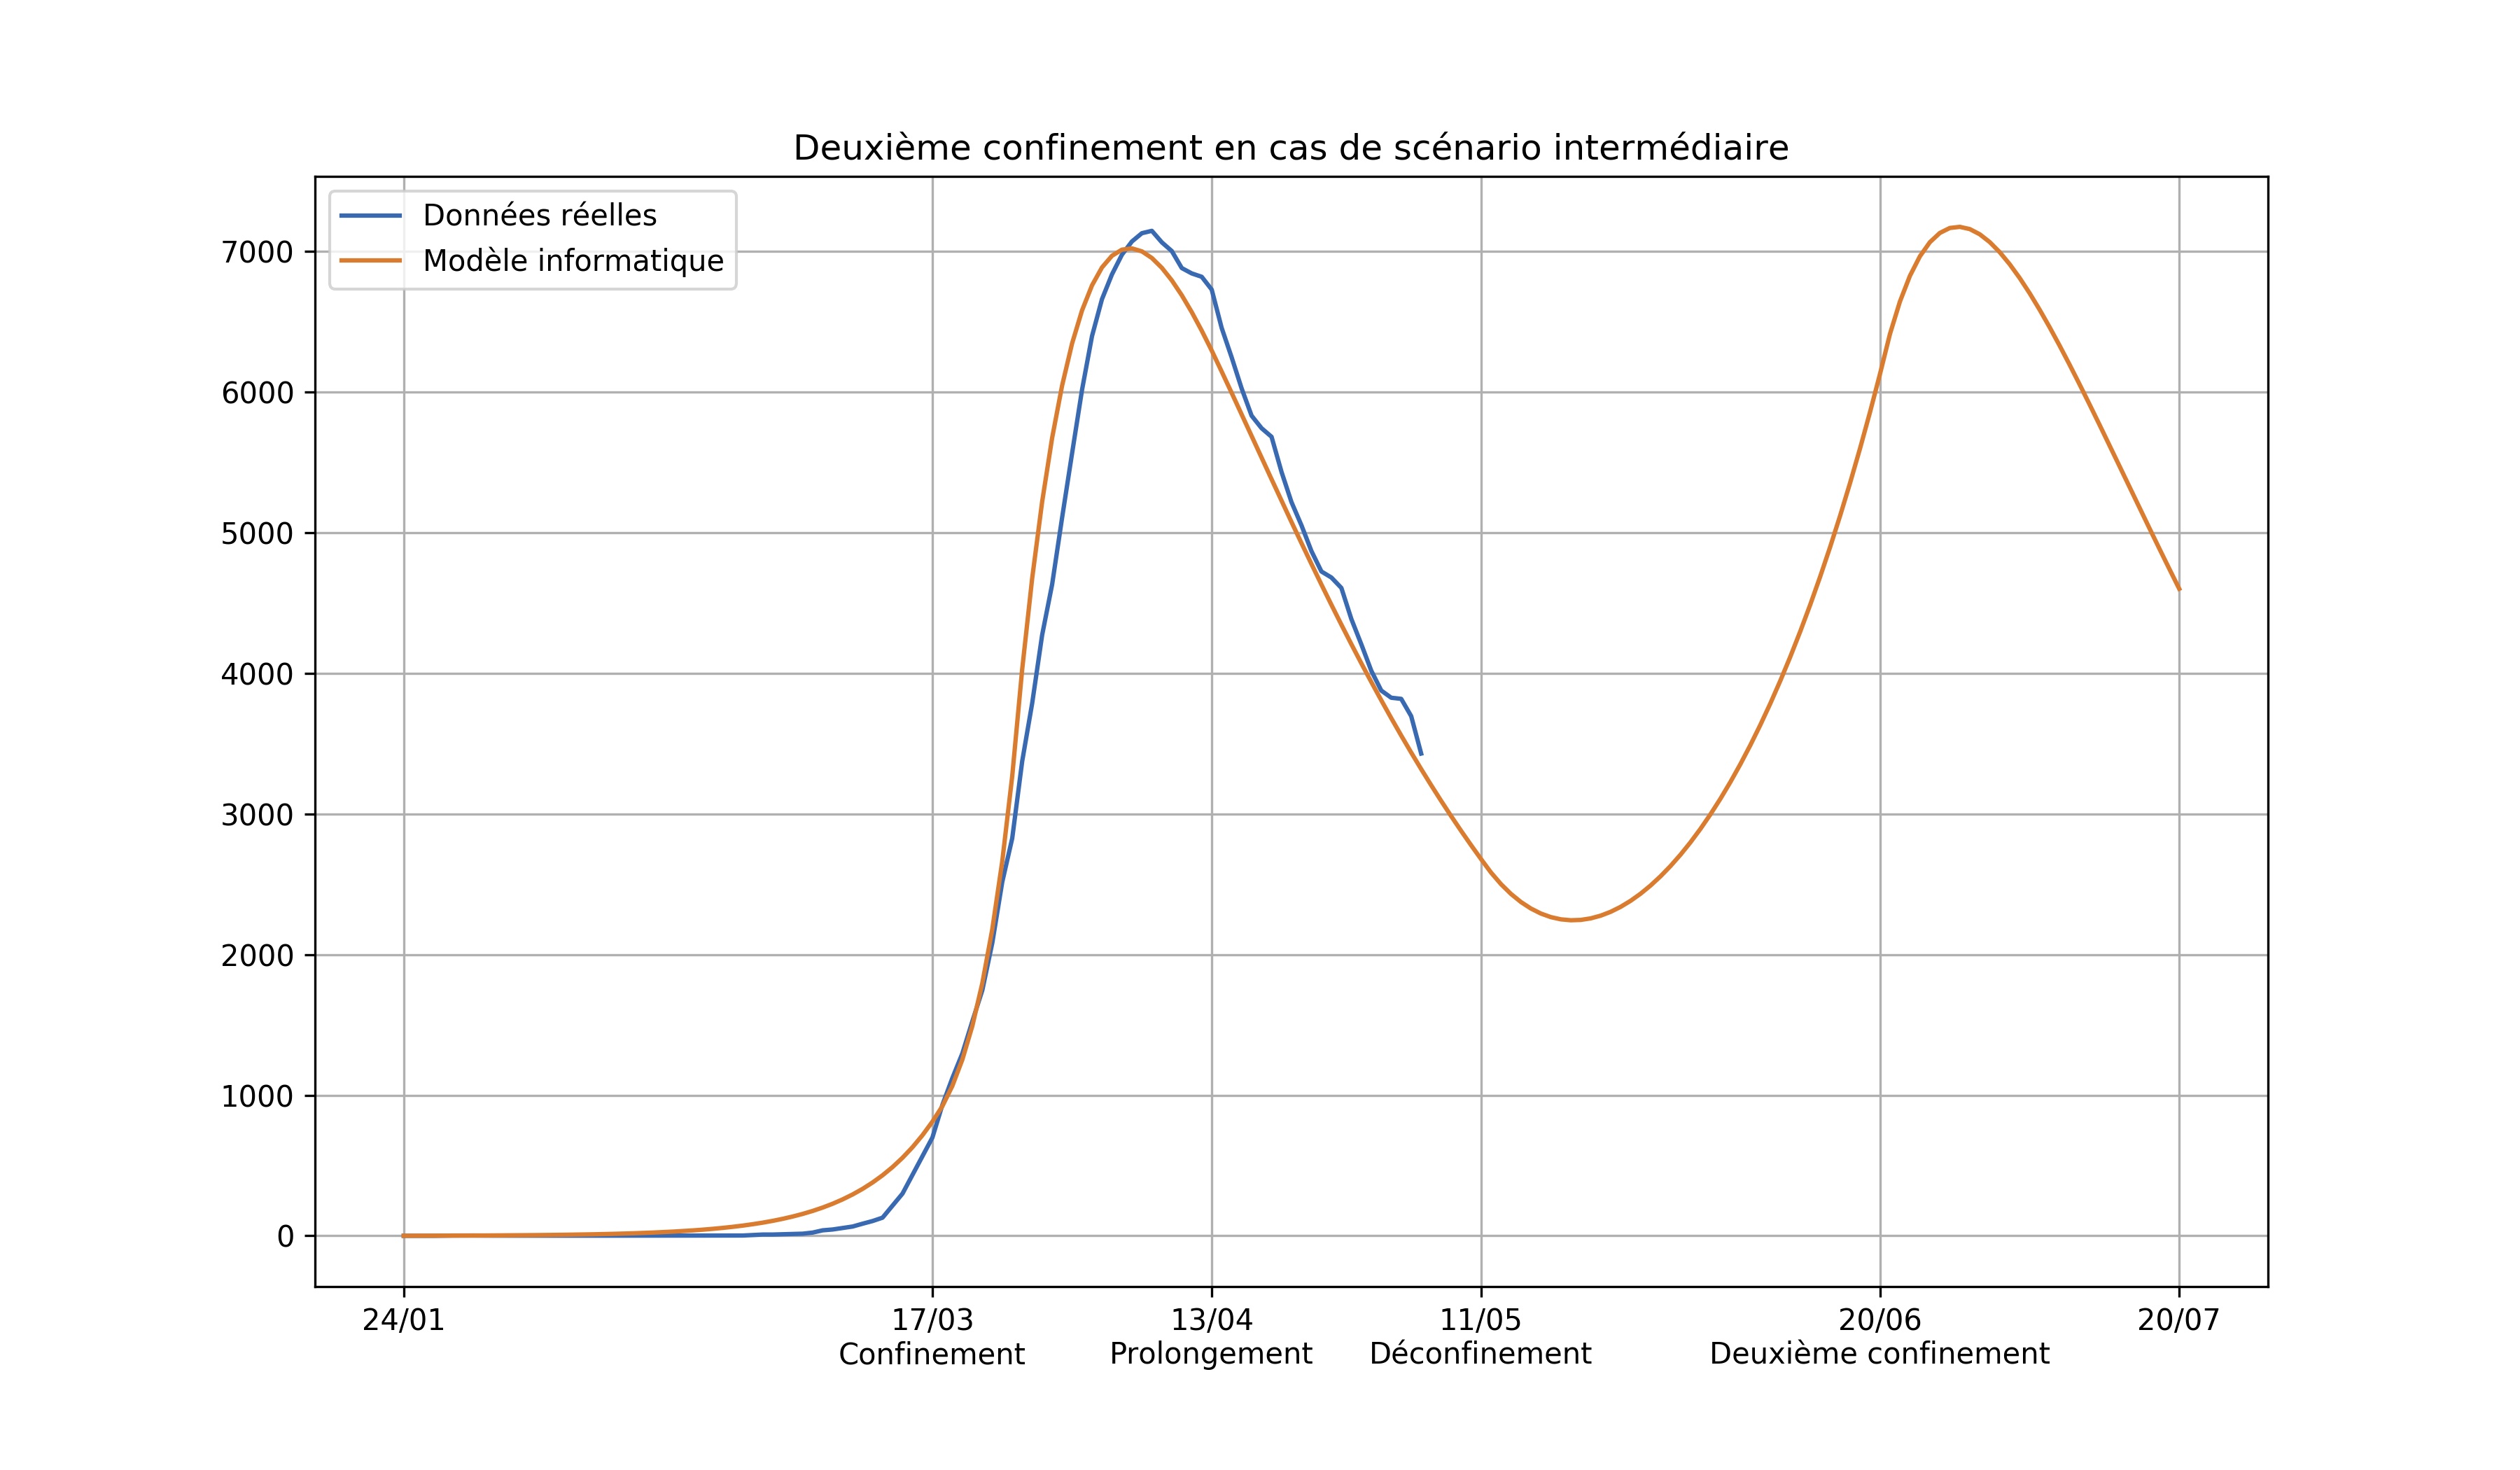 Deuxième confinement en cas de scénario intermédiaire
Données réelles
Modèle informatique
7000
6000
5000
4000
3000
2000
1000
0
24/01
17/03
Confinement
13/04
Prolongement
11/05
Déconfinement
20/06
Deuxième confinement
20/07